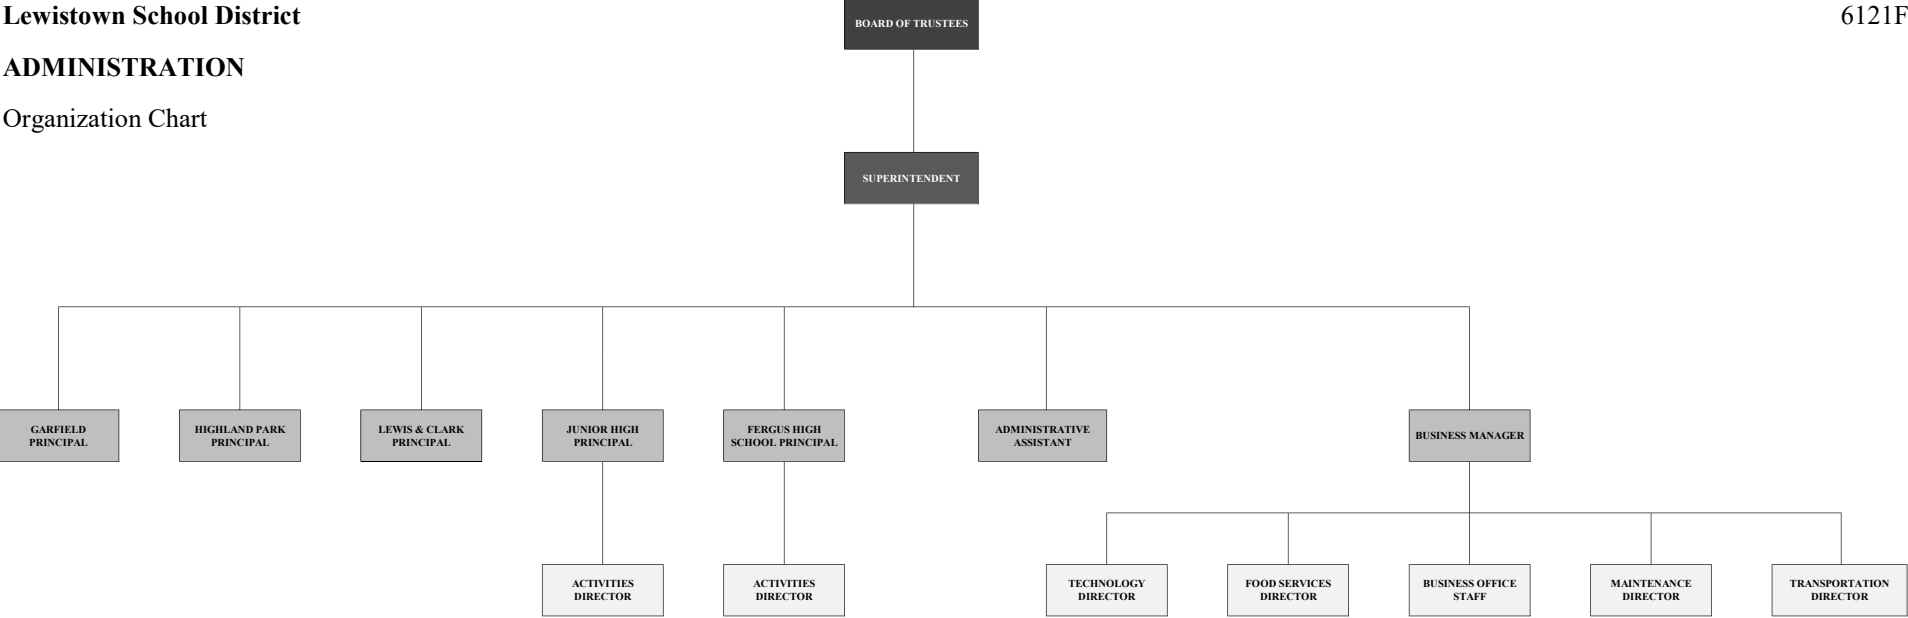 Lewistown School District
6121F
ADMINISTRATION
Organization Chart
BOARD OF TRUSTEES
SUPERINTENDENT
GARFIELD
PRINCIPAL
HIGHLAND PARK
PRINCIPAL
LEWIS & CLARK
PRINCIPAL
JUNIOR HIGH
PRINCIPAL
FERGUS HIGH
SCHOOL PRINCIPAL
ADMINISTRATIVE
ASSISTANT
BUSINESS MANAGER
ACTIVITIES
DIRECTOR
ACTIVITIES
DIRECTOR
TECHNOLOGY
DIRECTOR
FOOD SERVICES
DIRECTOR
BUSINESS OFFICE
STAFF
MAINTENANCE
DIRECTOR
TRANSPORTATION
DIRECTOR